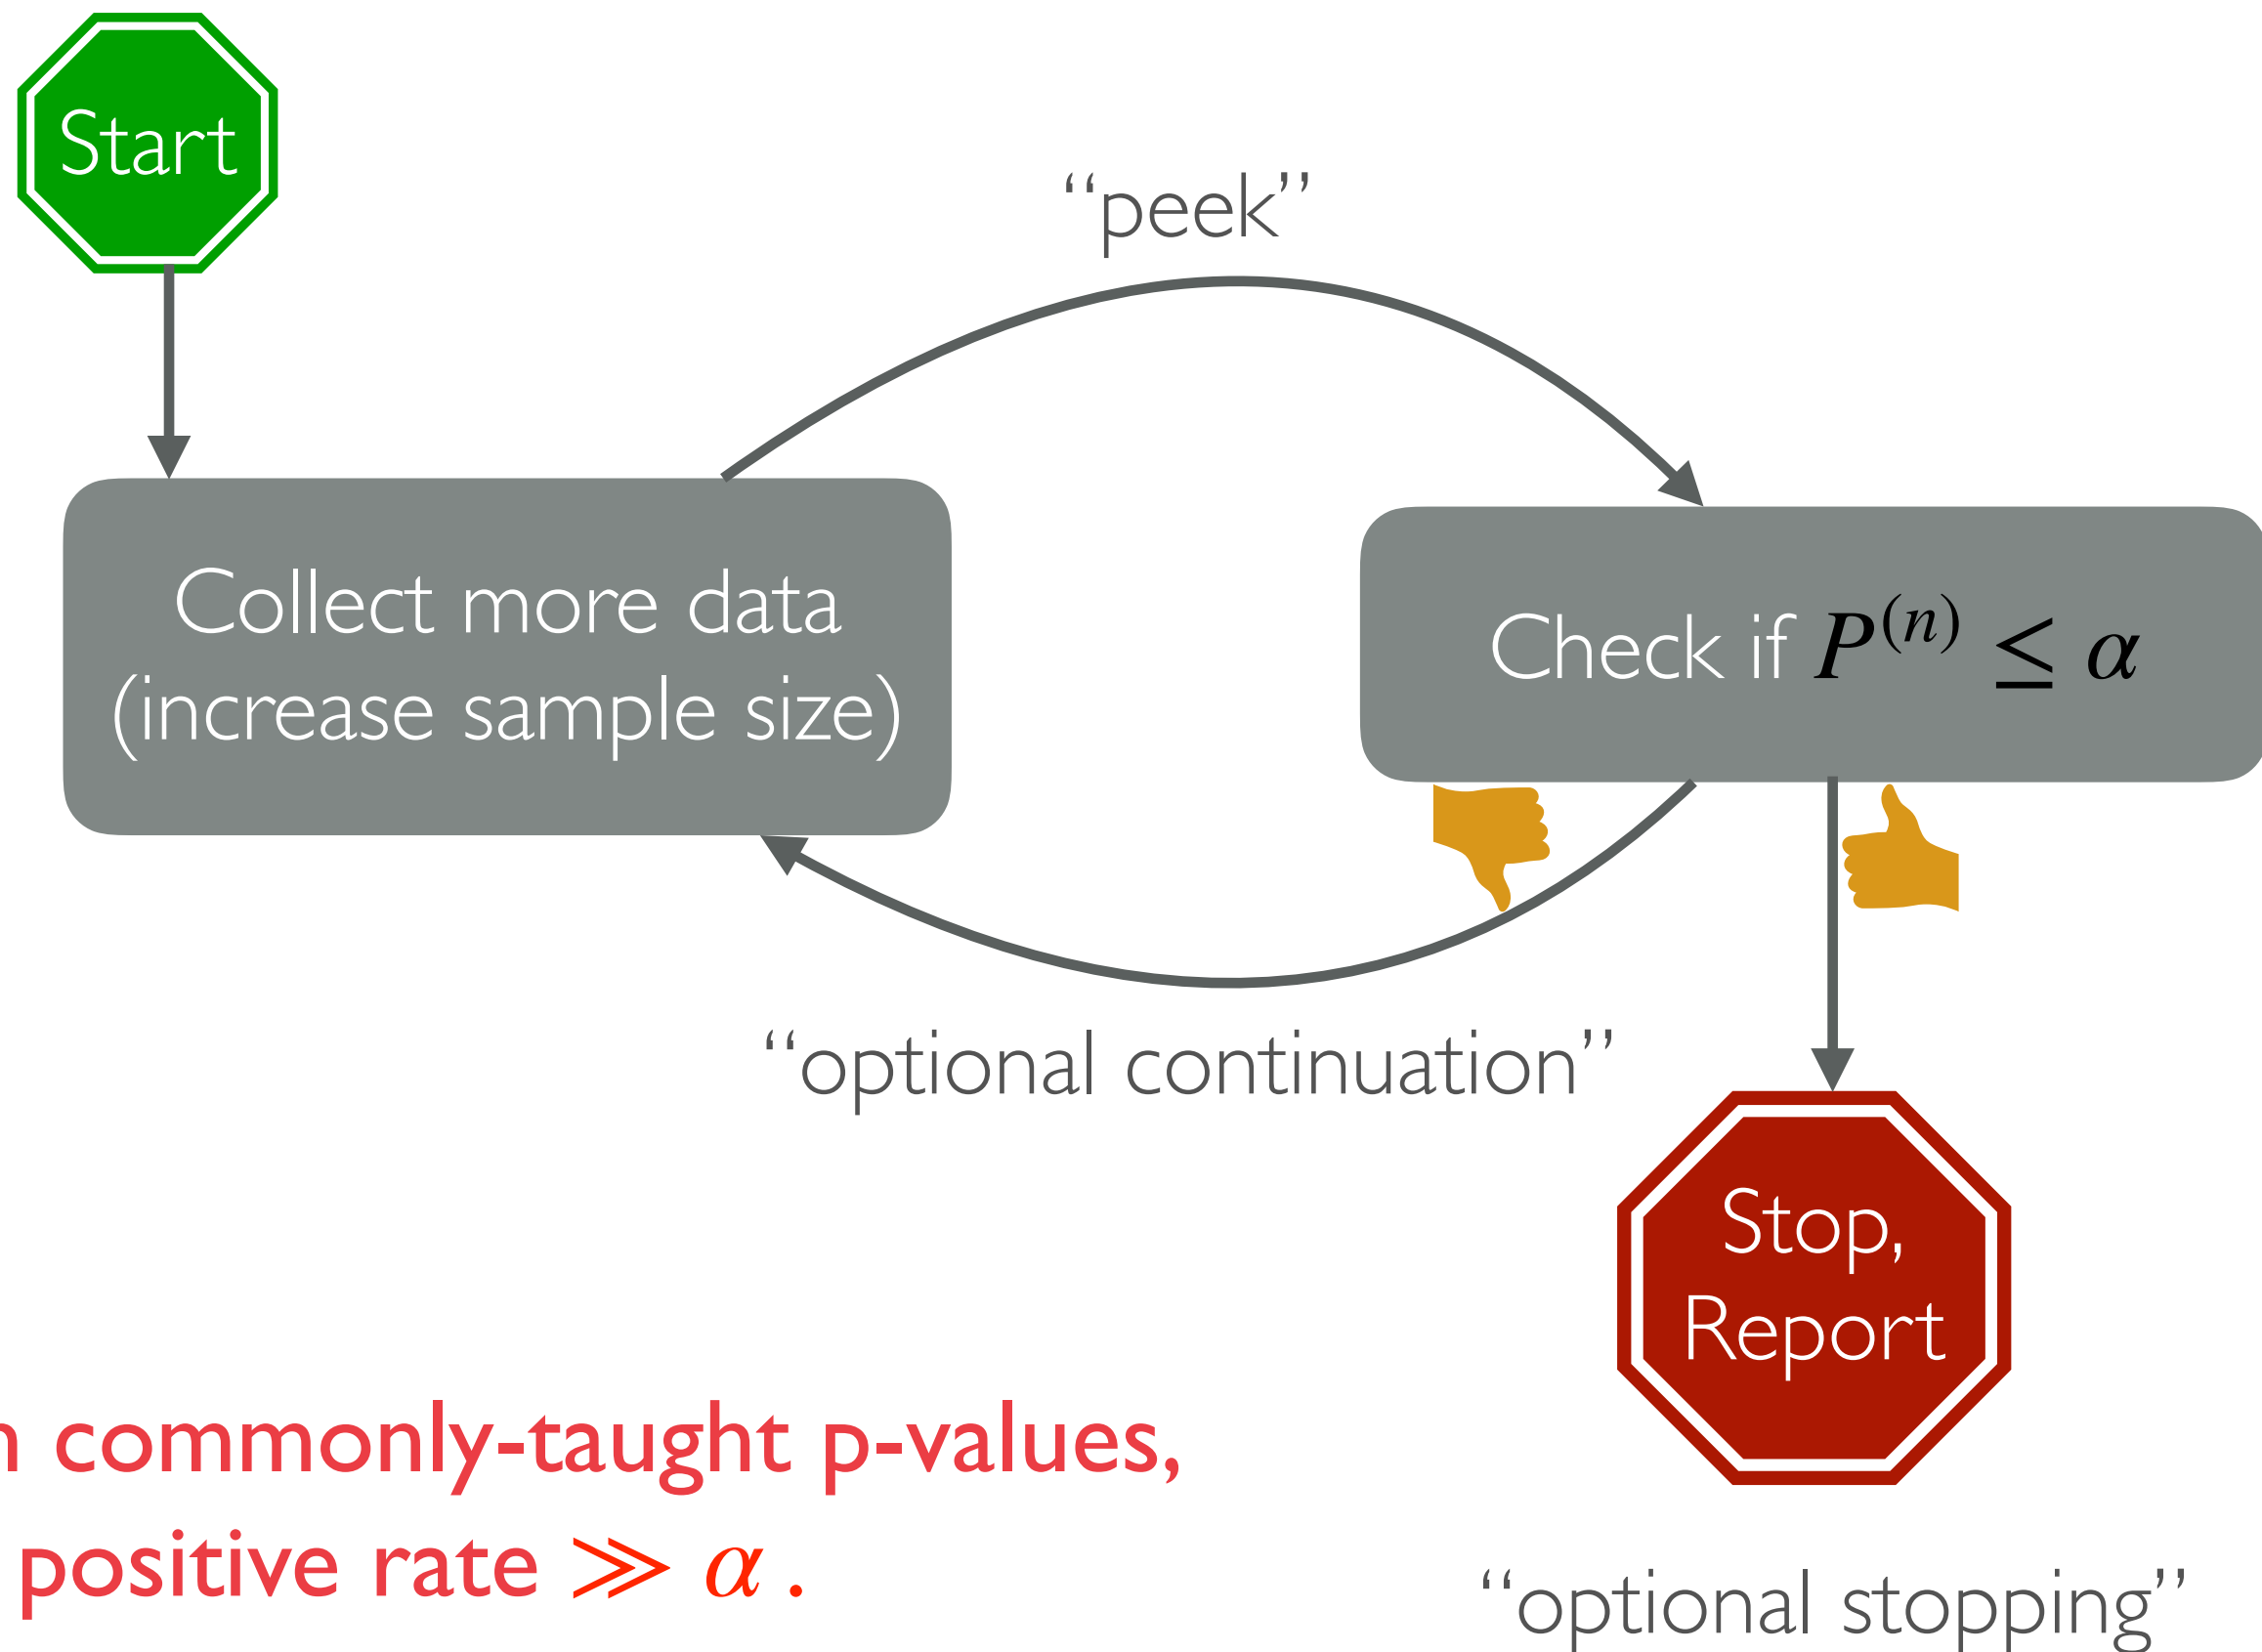 Start
“peek”
Collect more data
(increase sample size)
Check if P⁽ⁿ⁾ ≤ α
“optional continuation”
Stop,
Report
commonly-taught p-values,
positive rate ≫ α .
“optional stopping”